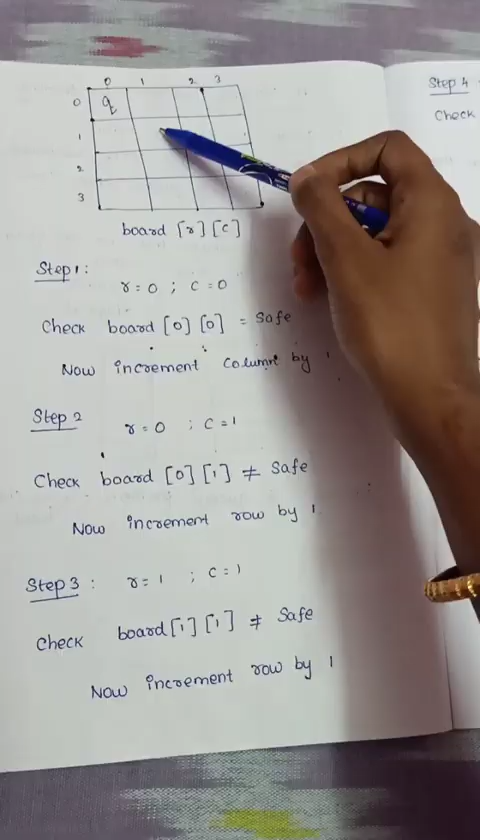 0 1 2 3
0 q
1
2
3
board [r][c]
Step 1:
r = 0 ; c = 0
Check board [0] [0] = Safe
Now increment column by 1
Step 2
r = 0 ; c = 1
Check board [0] [1] ≠ Safe
Now increment row by 1.
Step 3 : r = 1 ; c = 1
Check board [1] [1] ≠ Safe
Now increment row by 1
Step 4
Check